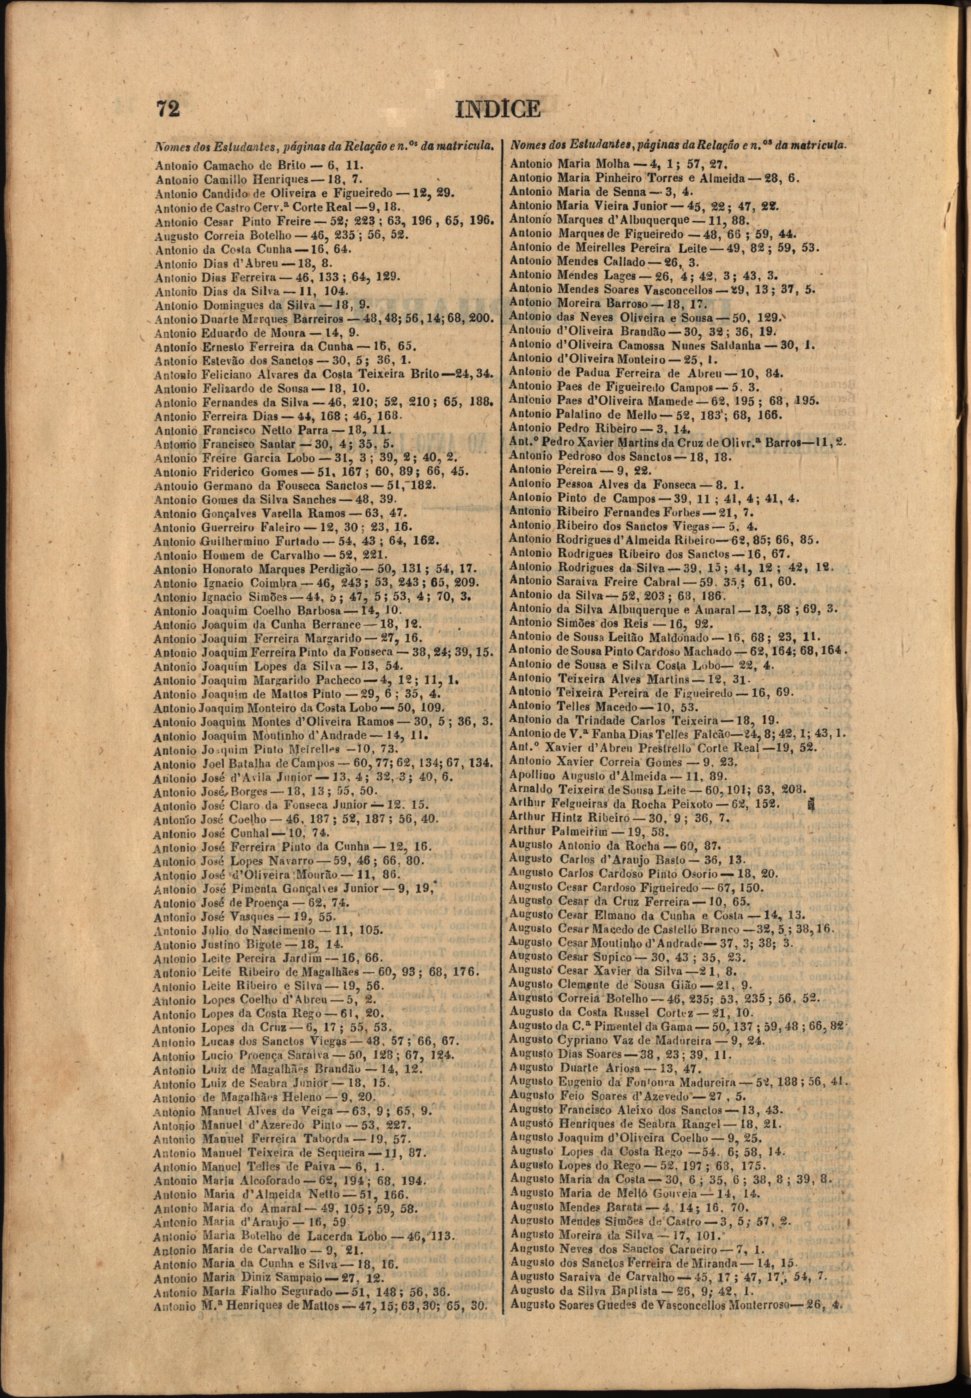 72
INDICE
Nomes dos Estudantes, páginas da Relação e n.os da matricula.
Antonio Camacho de Brito — 6, 11.
Antonio Camillo Henriques — 18, 7.
Antonio Candido de Oliveira e Figueiredo — 12, 29.
Antonio de Castro Cerv.ª Corte Real — 9, 18.
Antonio Cesar Pinto Freire — 52, 223 ; 63, 196 , 65, 196.
Augusto Correia Botelho — 46, 235 ; 56, 52.
Antonio da Costa Cunha — 16, 64.
Antonio Dias d'Abreu — 18, 8.
Antonio Dias Ferreira — 46, 133 ; 64, 129.
Antonio Dias da Silva — 11, 104.
Antonio Domingues da Silva — 18, 9.
Antonio Duarte Marques Barreiros — 48, 48; 56, 14; 68, 200.
Antonio Eduardo de Moura — 14, 9.
Antonio Ernesto Ferreira da Cunha — 16, 65.
Antonio Estevão dos Sanctos — 30, 5 ; 36, 1.
Antonio Feliciano Alvares da Costa Teixeira Brito — 24, 34.
Antonio Felizardo de Sousa — 18, 10.
Antonio Fernandes da Silva — 46, 210; 52, 210 ; 65, 188.
Antonio Ferreira Dias — 44, 168 ; 46, 168.
Antonio Francisco Netto Parra — 18, 11.
Antonio Francisco Santar — 30, 4 ; 35, 5.
Antonio Freire Garcia Lobo — 31, 3 ; 39, 2 ; 40, 2.
Antonio Friderico Gomes — 51, 167 ; 60, 89 ; 66, 45.
Antouio Germano da Fouseca Sanctos — 51, 182.
Antonio Gomes da Silva Sanches — 48, 39.
Antonio Gonçalves Varella Ramos — 63, 47.
Antonio Guerreiro Faleiro — 12, 30 ; 23, 16.
Antonio Guilhermino Furtado — 54, 43 ; 64, 162.
Antonio Homem de Carvalho — 52, 221.
Antonio Honorato Marques Perdigão — 50, 131 ; 54, 17.
Antonio Ignacio Coimbra — 46, 243 ; 53, 243 ; 65, 209.
Antonio Ignacio Simões — 44, 5 ; 47, 5 ; 53, 4 ; 70, 3.
Antonio Joaquim Coelho Barbosa — 14, 10.
Antonio Joaquim da Cunha Berrance — 18, 12.
Antonio Joaquim Ferreira Margarido — 27, 16.
Antonio Joaquim Ferreira Pinto da Fonseca — 38, 24; 39, 15.
Antonio Joaquim Lopes da Silva — 13, 54.
Antonio Joaquim Margarido Pacheco — 4, 12 ; 11, 1.
Antonio Joaquim de Mattos Pinto — 29, 6 ; 35, 4.
Antonio Joaquim Monteiro da Costa Lobo — 50, 109.
Antonio Joaquim Montes d'Oliveira Ramos — 30, 5 ; 36, 3.
Antonio Joaquim Moutinho d'Andrade — 14, 11.
Antonio Joaquim Pinto Meirelles — 10, 73.
Antonio Joel Batalha de Campos — 60, 77; 62, 134; 67, 134.
Antonio José d'Avila Junior — 13, 4 ; 32, 3 ; 40, 6.
Antonio José Borges — 18, 13 ; 55, 50.
Antonio José Claro da Fonseca Junior — 12. 15.
Antonio José Coelho — 46, 187 ; 52, 187 ; 56, 40.
Antonio José Cunhal — 10, 74.
Antonio José Ferreira Pinto da Cunha — 12, 16.
Antonio José Lopes Navarro — 59, 46 ; 66, 80.
Antonio José d'Oliveira Mourão — 11, 86.
Antonio José Pimenta Gonçalves Junior — 9, 19,
Antonio José de Proença — 62, 74.
Antonio José Vasques — 19, 55.
Antonio Julio do Nascimento — 11, 105.
Antonio Justino Bigote — 18, 14.
Antonio Leite Pereira Jardim — 16, 66.
Antonio Leite Ribeiro de Magalhães — 60, 93 ; 68, 176.
Antonio Leite Ribeiro e Silva — 19, 56.
Antonio Lopes Coelho d'Abreu — 5, 2.
Antonio Lopes da Costa Rego — 61, 20.
Antonio Lopes da Cruz — 6, 17 ; 55, 53.
Antonio Lucas dos Sanctos Viegas — 48, 57 ; 66, 67.
Antonio Lucio Proença Saraiva — 50, 128 ; 67, 124.
Antonio Luiz de Magalhães Brandão — 14, 12.
Antonio Luiz de Seabra Junior — 18, 15.
Antonio de Magalhães Heleno — 9, 20.
Antonio Manuel Alves da Veiga — 63, 9 ; 65, 9.
Antonio Manuel d'Azeredo Pinto — 53, 227.
Antonio Manuel Ferreira Taborda — 19, 57.
Antonio Manuel Teixeira de Sequeira — 11, 87.
Antonio Manuel Telles de Paiva — 6, 1.
Antonio Maria Alcoforado — 62, 194 ; 68, 194.
Antonio Maria d'Almeida Netto — 51, 166.
Antonio Maria do Amaral — 49, 105 ; 59, 58.
Antonio Maria d'Araujo — 16, 59
Antonio Maria Botelho de Lacerda Lobo — 46, 113.
Antonio Maria de Carvalho — 9, 21.
Antonio Maria da Cunha e Silva — 18, 16.
Antonio Maria Diniz Sampaio — 27, 12.
Antonio Maria Fialho Segurado — 51, 148 ; 56, 36.
Antonio M.ª Henriques de Mattos — 47, 15; 63, 30; 65, 30.
Nomes dos Estudantes, páginas da Relação e n.os da matricula.
Antonio Maria Molha — 4, 1 ; 57, 27.
Antonio Maria Pinheiro Torres e Almeida — 28, 6.
Antonio Maria de Senna — 3, 4.
Antonio Maria Vieira Junior — 45, 22 ; 47, 22.
Antonio Marques d'Albuquerque — 11, 88.
Antonio Marques de Figueiredo — 48, 66 ; 59, 44.
Antonio de Meirelles Pereira Leite — 49, 82 ; 59, 53.
Antonio Mendes Callado — 26, 3.
Antonio Mendes Lages — 26, 4 ; 42, 3 ; 43, 3.
Antonio Mendes Soares Vasconcellos — 29, 13 ; 37, 5.
Antonio Moreira Barroso — 18, 17.
Antonio das Neves Oliveira e Sousa — 50, 129.
Antonio d'Oliveira Brandão — 30, 32 ; 36, 19.
Antonio d'Oliveira Camossa Nunes Saldanha — 30, 1.
Antonio d'Oliveira Monteiro — 25, 1.
Antonio de Padua Ferreira de Abreu — 10, 84.
Antonio Paes de Figueiredo Campos — 5, 3.
Antonio Paes d'Oliveira Mamede — 62, 195 ; 68, 195.
Antonio Palatino de Mello — 52, 183 ; 68, 166.
Antonio Pedro Ribeiro — 3, 14.
Ant.º Pedro Xavier Martins da Cruz de Olivr.ª Barros — 11, 2.
Antonio Pedroso dos Sanctos — 18, 18.
Antonio Pereira — 9, 22.
Antonio Pessoa Alves da Fonseca — 8, 1.
Antonio Pinto de Campos — 39, 11 ; 41, 4 ; 41, 4.
Antonio Ribeiro Fernandes Forbes — 21, 7.
Antonio Ribeiro dos Sanctos Viegas — 5, 4.
Antonio Rodrigues d'Almeida Ribeiro — 62, 85; 66, 85.
Antonio Rodrigues Ribeiro dos Sanctos — 16, 67.
Antonio Rodrigues da Silva — 39, 15 ; 41, 12 ; 42, 12.
Antonio Saraiva Freire Cabral — 59. 35 ; 61, 60.
Antonio da Silva — 52, 203 ; 68, 186.
Antonio da Silva Albuquerque e Amaral — 13, 58 ; 69, 3.
Antonio Simões dos Reis — 16, 92.
Antonio de Sousa Leitão Maldonado — 16, 68 ; 23, 11.
Antonio de Sousa Pinto Cardoso Machado — 62, 164; 68, 164.
Antonio de Sousa e Silva Costa Lobo — 22, 4.
Antonio Teixeira Alves Martins — 12, 31.
Antonio Teixeira Pereira de Figueiredo — 16, 69.
Antonio Telles Macedo — 10, 53.
Antonio da Trindade Carlos Teixeira — 18, 19.
Antonio de V.ª Fanha Dias Telles Falcão — 24, 8; 42, 1; 43, 1.
Ant.º Xavier d'Abreu Prestrello Corte Real — 19, 52.
Antonio Xavier Correia Gomes — 9, 23.
Apollino Augusto d'Almeida — 11, 89.
Arnaldo Teixeira de Sousa Leite — 60, 101; 63, 208.
Arthur Felgueiras da Rocha Peixoto — 62, 152.
Arthur Hintz Ribeiro — 30, 9 ; 36, 7.
Arthur Palmeirim — 19, 58.
Augusto Antonio da Rocha — 60, 87.
Augusto Carlos d'Araujo Basto — 36, 13.
Augusto Carlos Cardoso Pinto Osorio — 18, 20.
Augusto Cesar Cardoso Figueiredo — 67, 150.
Augusto Cesar da Cruz Ferreira — 10, 65.
Augusto Cesar Elmano da Cunha e Costa — 14, 13.
Augusto Cesar Macedo de Castello Branco — 32, 5 ; 38, 16.
Augusto Cesar Moutinho d'Andrade — 37, 3; 38; 3.
Augusto Cesar Supico — 30, 43 ; 35, 23.
Augusto Cesar Xavier da Silva — 21, 8.
Augusto Clemente de Sousa Gião — 21, 9.
Augusto Correia Botelho — 46, 235; 53, 235 ; 56, 52.
Augusto da Costa Russel Cortez — 21, 10.
Augusto da C.ª Pimentel da Gama — 50, 137 ; 59, 48 ; 66, 82
Augusto Cypriano Vaz de Madureira — 9, 24.
Augusto Dias Soares — 38, 23 ; 39, 11.
Augusto Duarte Ariosa — 13, 47.
Augusto Eugenio da Fontoura Madureira — 52, 188 ; 56, 41.
Augusto Feio Soares d'Azevedo — 27, 5.
Augusto Francisco Aleixo dos Sanctos — 13, 43.
Augusto Henriques de Seabra Rangel — 18, 21.
Augusto Joaquim d'Oliveira Coelho — 9, 25.
Augusto Lopes da Costa Rego — 54, 6; 58, 14.
Augusto Lopes do Rego — 52, 197 ; 68, 175.
Augusto Maria da Costa — 30, 6 ; 35, 6 ; 38, 8 ; 39, 8.
Augusto Maria de Mello Gouveia — 14, 14.
Augusto Mendes Barata — 4, 14 ; 16, 70.
Augusto Mendes Simões de Castro — 3, 5; 57, 2.
Augusto Moreira da Silva — 17, 101.
Augusto Neves dos Sanctos Carneiro — 7, 1.
Augusto dos Sanctos Ferreira de Miranda — 14, 15.
Augusto Saraiva de Carvalho — 45, 17 ; 47, 17 ; 54, 7.
Augusto da Silva Baptista — 26, 9; 42, 1.
Augusto Soares Guedes de Vasconcellos Monterroso — 26, 4.